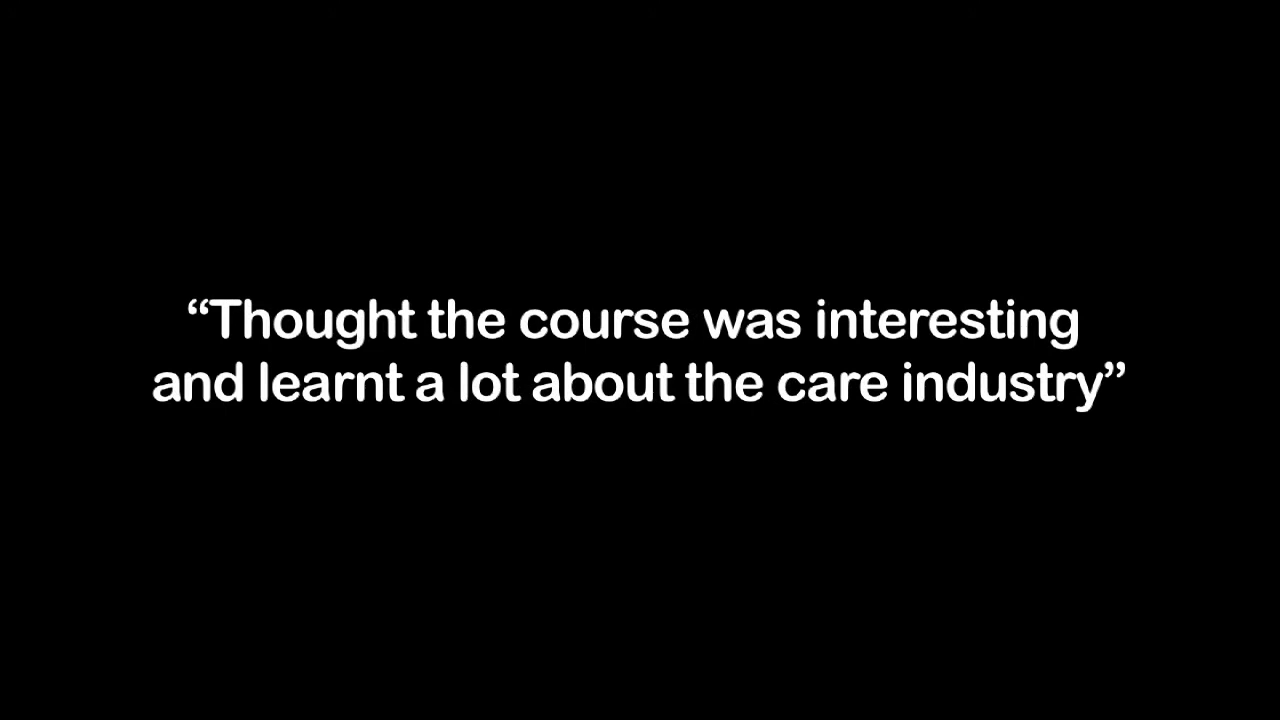 “Thought the course was interesting
and learnt a lot about the care industry”